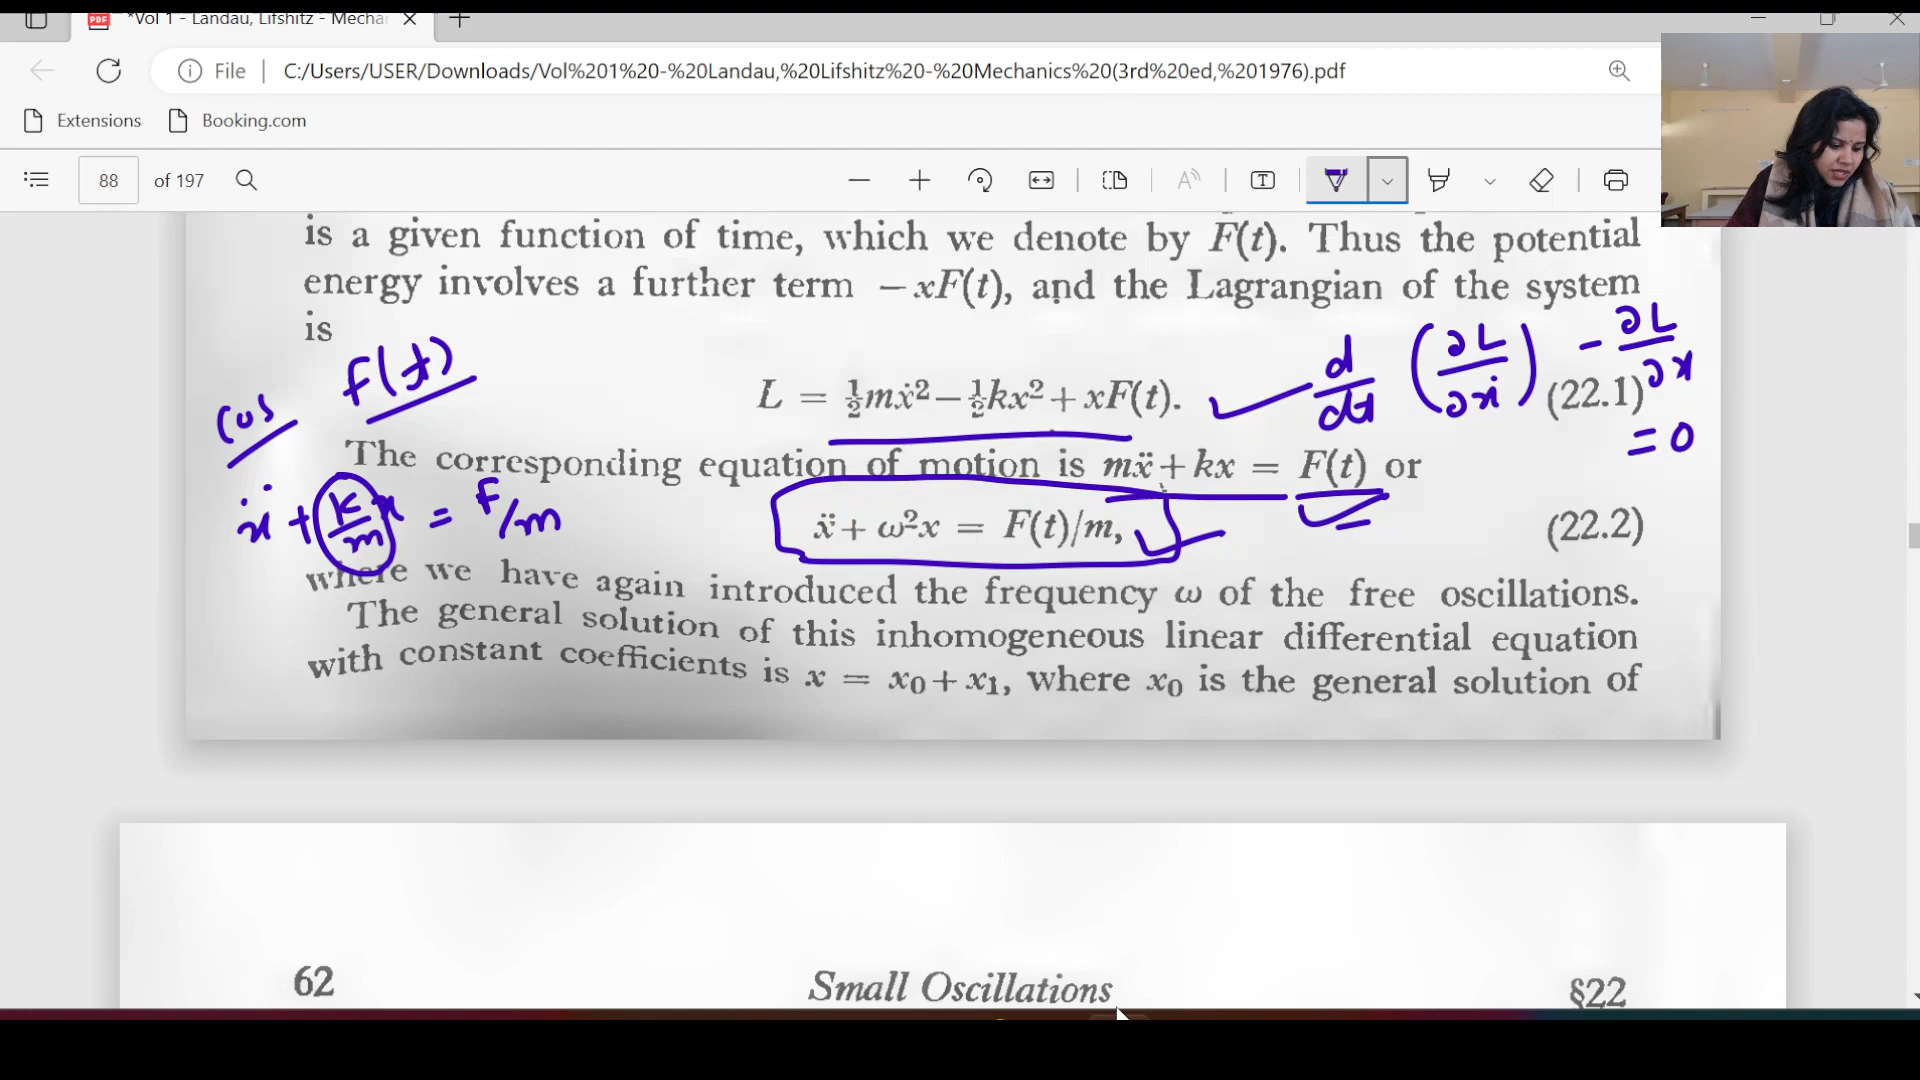 *Vol 1 - Landau, Lifshitz - Mechan
File | C:/Users/USER/Downloads/Vol%201%20-%20Landau,%20Lifshitz%20-%20Mechanics%20(3rd%20ed,%201976).pdf
Extensions Booking.com
88 of 197
is a given function of time, which we denote by F(t). Thus the potential
energy involves a further term −xF(t), and the Lagrangian of the system
is
F(t)
cos
L = ½mẋ² − ½kx² + xF(t). (22.1)
d/dt (∂L/∂ẋ) − ∂L/∂x
= 0
The corresponding equation of motion is mẍ + kx = F(t) or
ẍ + k/m x = F/m
ẍ + ω²x = F(t)/m, (22.2)
where we have again introduced the frequency ω of the free oscillations.
The general solution of this inhomogeneous linear differential equation
with constant coefficients is x = x₀ + x₁, where x₀ is the general solution of
62 Small Oscillations §22